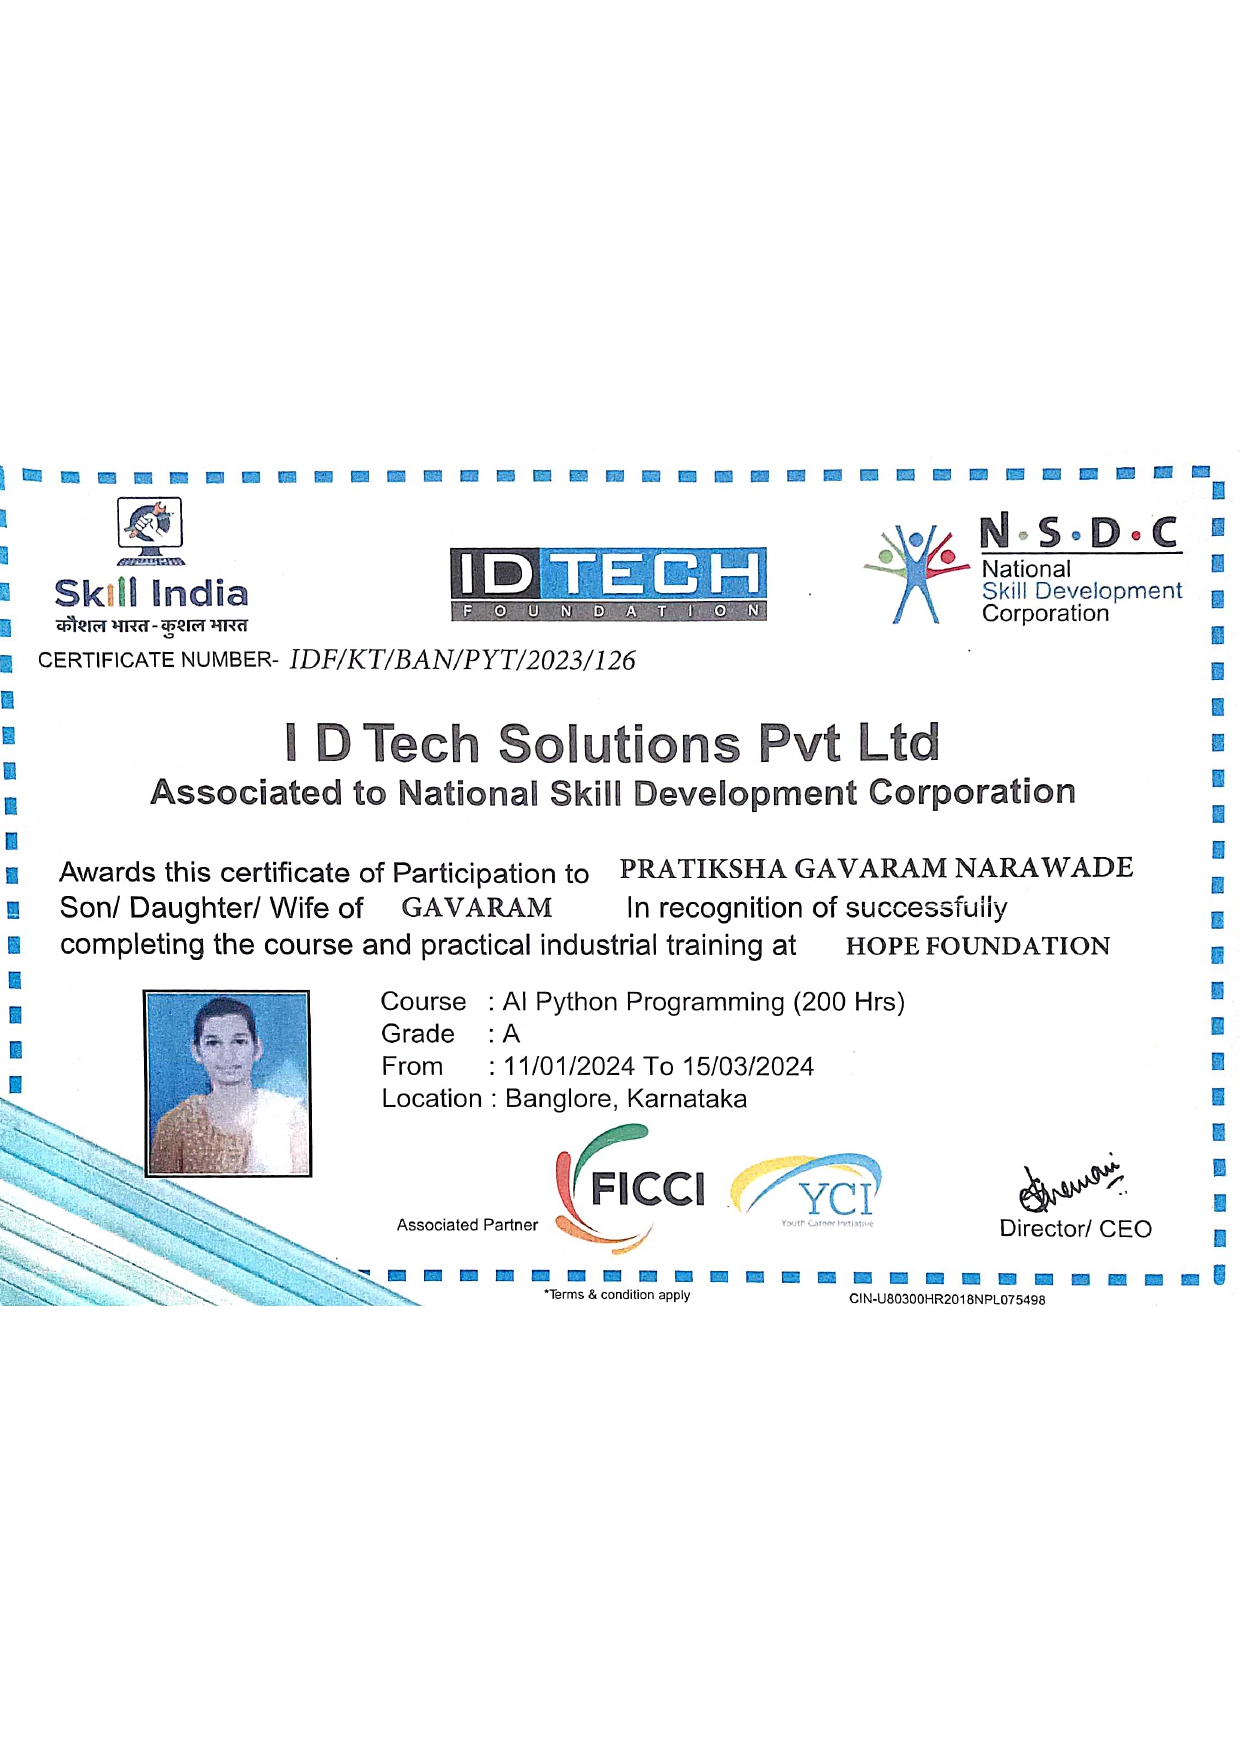 Skill India
कौशल भारत - कुशल भारत
ID TECH
FOUNDATION
N·S·D·C
National
Skill Development
Corporation
CERTIFICATE NUMBER- IDF/KT/BAN/PYT/2023/126
I D Tech Solutions Pvt Ltd
Associated to National Skill Development Corporation
Awards this certificate of Participation to PRATIKSHA GAVARAM NARAWADE
Son/ Daughter/ Wife of GAVARAM In recognition of successfully
completing the course and practical industrial training at HOPE FOUNDATION
Course : AI Python Programming (200 Hrs)
Grade : A
From : 11/01/2024 To 15/03/2024
Location : Banglore, Karnataka
Associated Partner
FICCI
YCI
Youth Career Initiative
Director/ CEO
*Terms & condition apply
CIN-U80300HR2018NPL075498